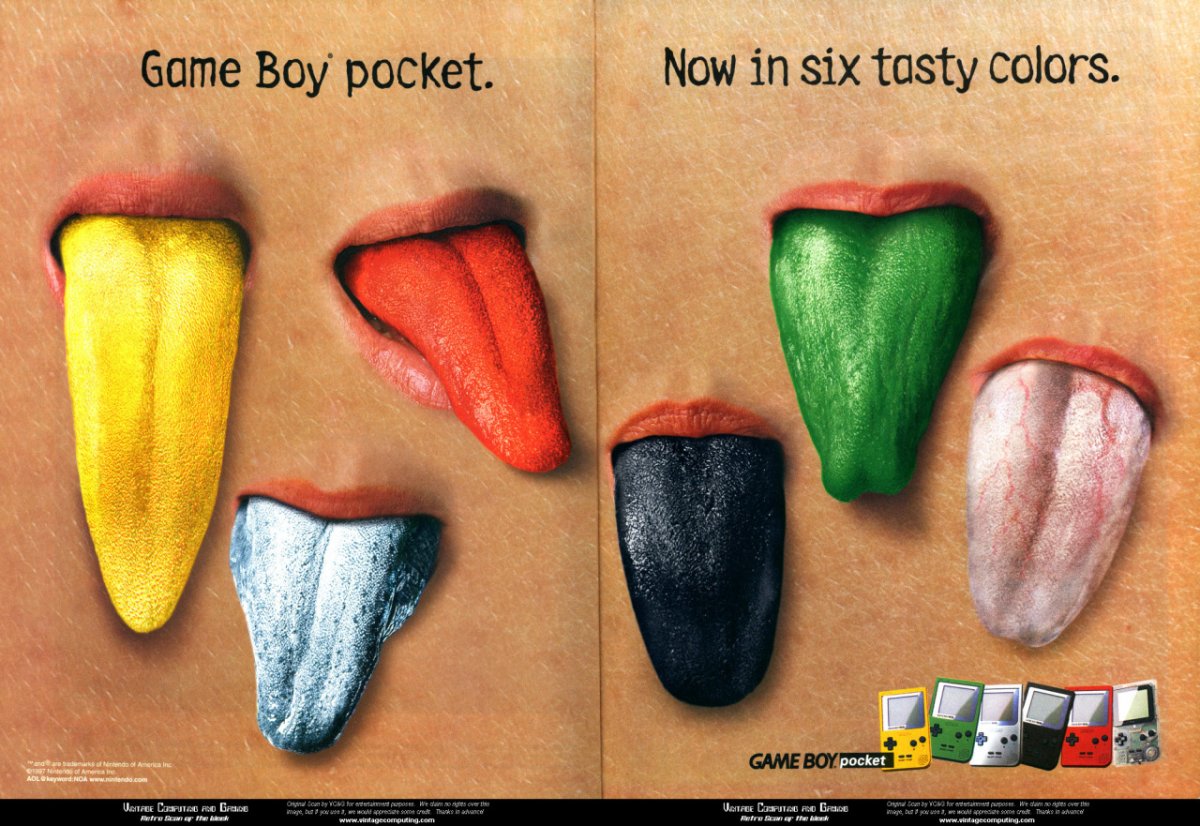 Game Boy® pocket.
Now in six tasty colors.
™ and ® are trademarks of Nintendo of America Inc.
©1997 Nintendo of America Inc.
AOL@keyword:NOA www.nintendo.com
GAME BOY pocket
Vintage Computing and Gaming
Retro Scan of the Week
Original Scan by VC&G for entertainment purposes. We claim no rights over this
image, but if you use it, we would appreciate some credit. Thanks in advance!
www.vintagecomputing.com
Vintage Computing and Gaming
Retro Scan of the Week
Original Scan by VC&G for entertainment purposes. We claim no rights over this
image, but if you use it, we would appreciate some credit. Thanks in advance!
www.vintagecomputing.com